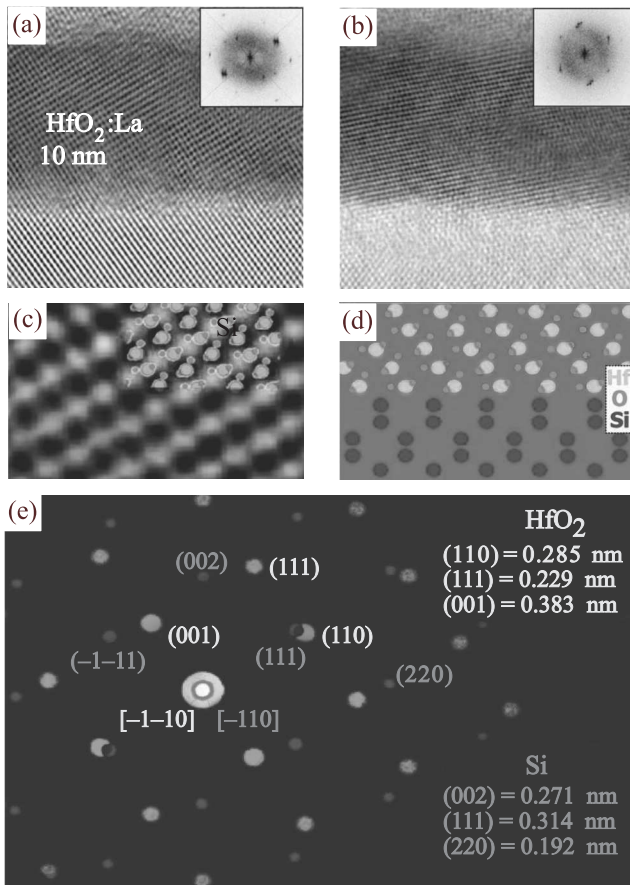 (a)
HfO2:La
10 nm
(b)
(c)
Si
(d)
Hf
O
Si
(e)
HfO2
(110) = 0.285 nm
(111) = 0.229 nm
(001) = 0.383 nm
(002)
(111)
(001)
(110)
(–1–11)
(111)
(220)
[–1–10]
[–110]
Si
(002) = 0.271 nm
(111) = 0.314 nm
(220) = 0.192 nm